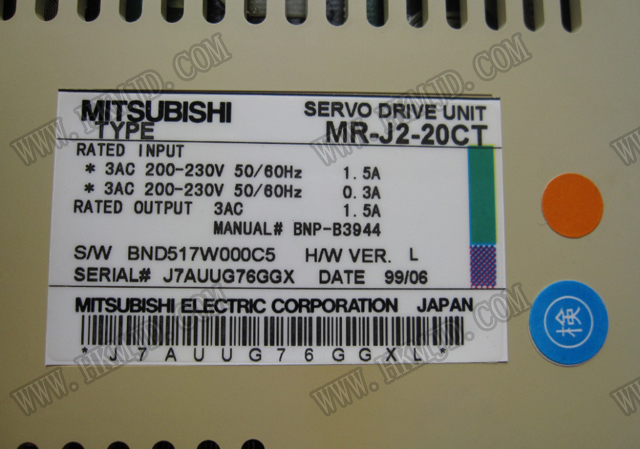 MITSUBISHI SERVO DRIVE UNIT
TYPE MR-J2-20CT
RATED INPUT
* 3AC 200-230V 50/60Hz 1.5A
* 3AC 200-230V 50/60Hz 0.3A
RATED OUTPUT 3AC 1.5A
MANUAL# BNP-B3944
S/W BND517W000C5 H/W VER. L
SERIAL# J7AUUG76GGX DATE 99/06
MITSUBISHI ELECTRIC CORPORATION JAPAN
*J7AUUG76GGXL*
検
WWW.HKMJD.COM